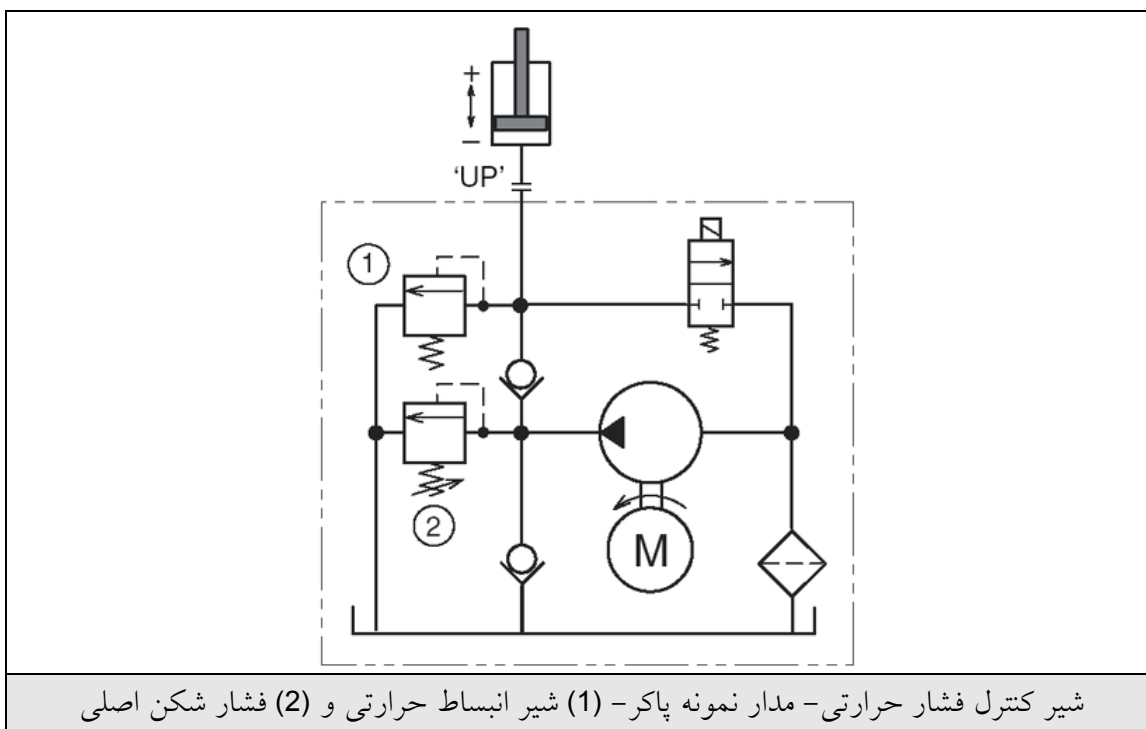 +
−
‘UP’
1
2
M
شیر کنترل فشار حرارتی- مدار نمونه پاکر- (1) شیر انبساط حرارتی و (2) فشار شکن اصلی